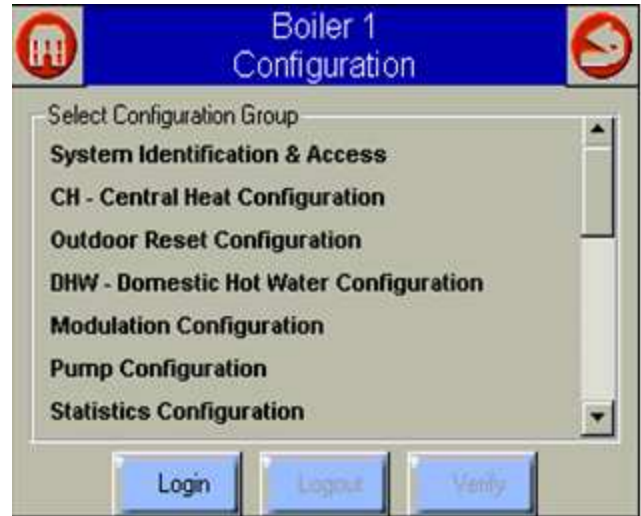 Boiler 1
Configuration
Select Configuration Group
System Identification & Access
CH - Central Heat Configuration
Outdoor Reset Configuration
DHW - Domestic Hot Water Configuration
Modulation Configuration
Pump Configuration
Statistics Configuration
Login Logout Verify